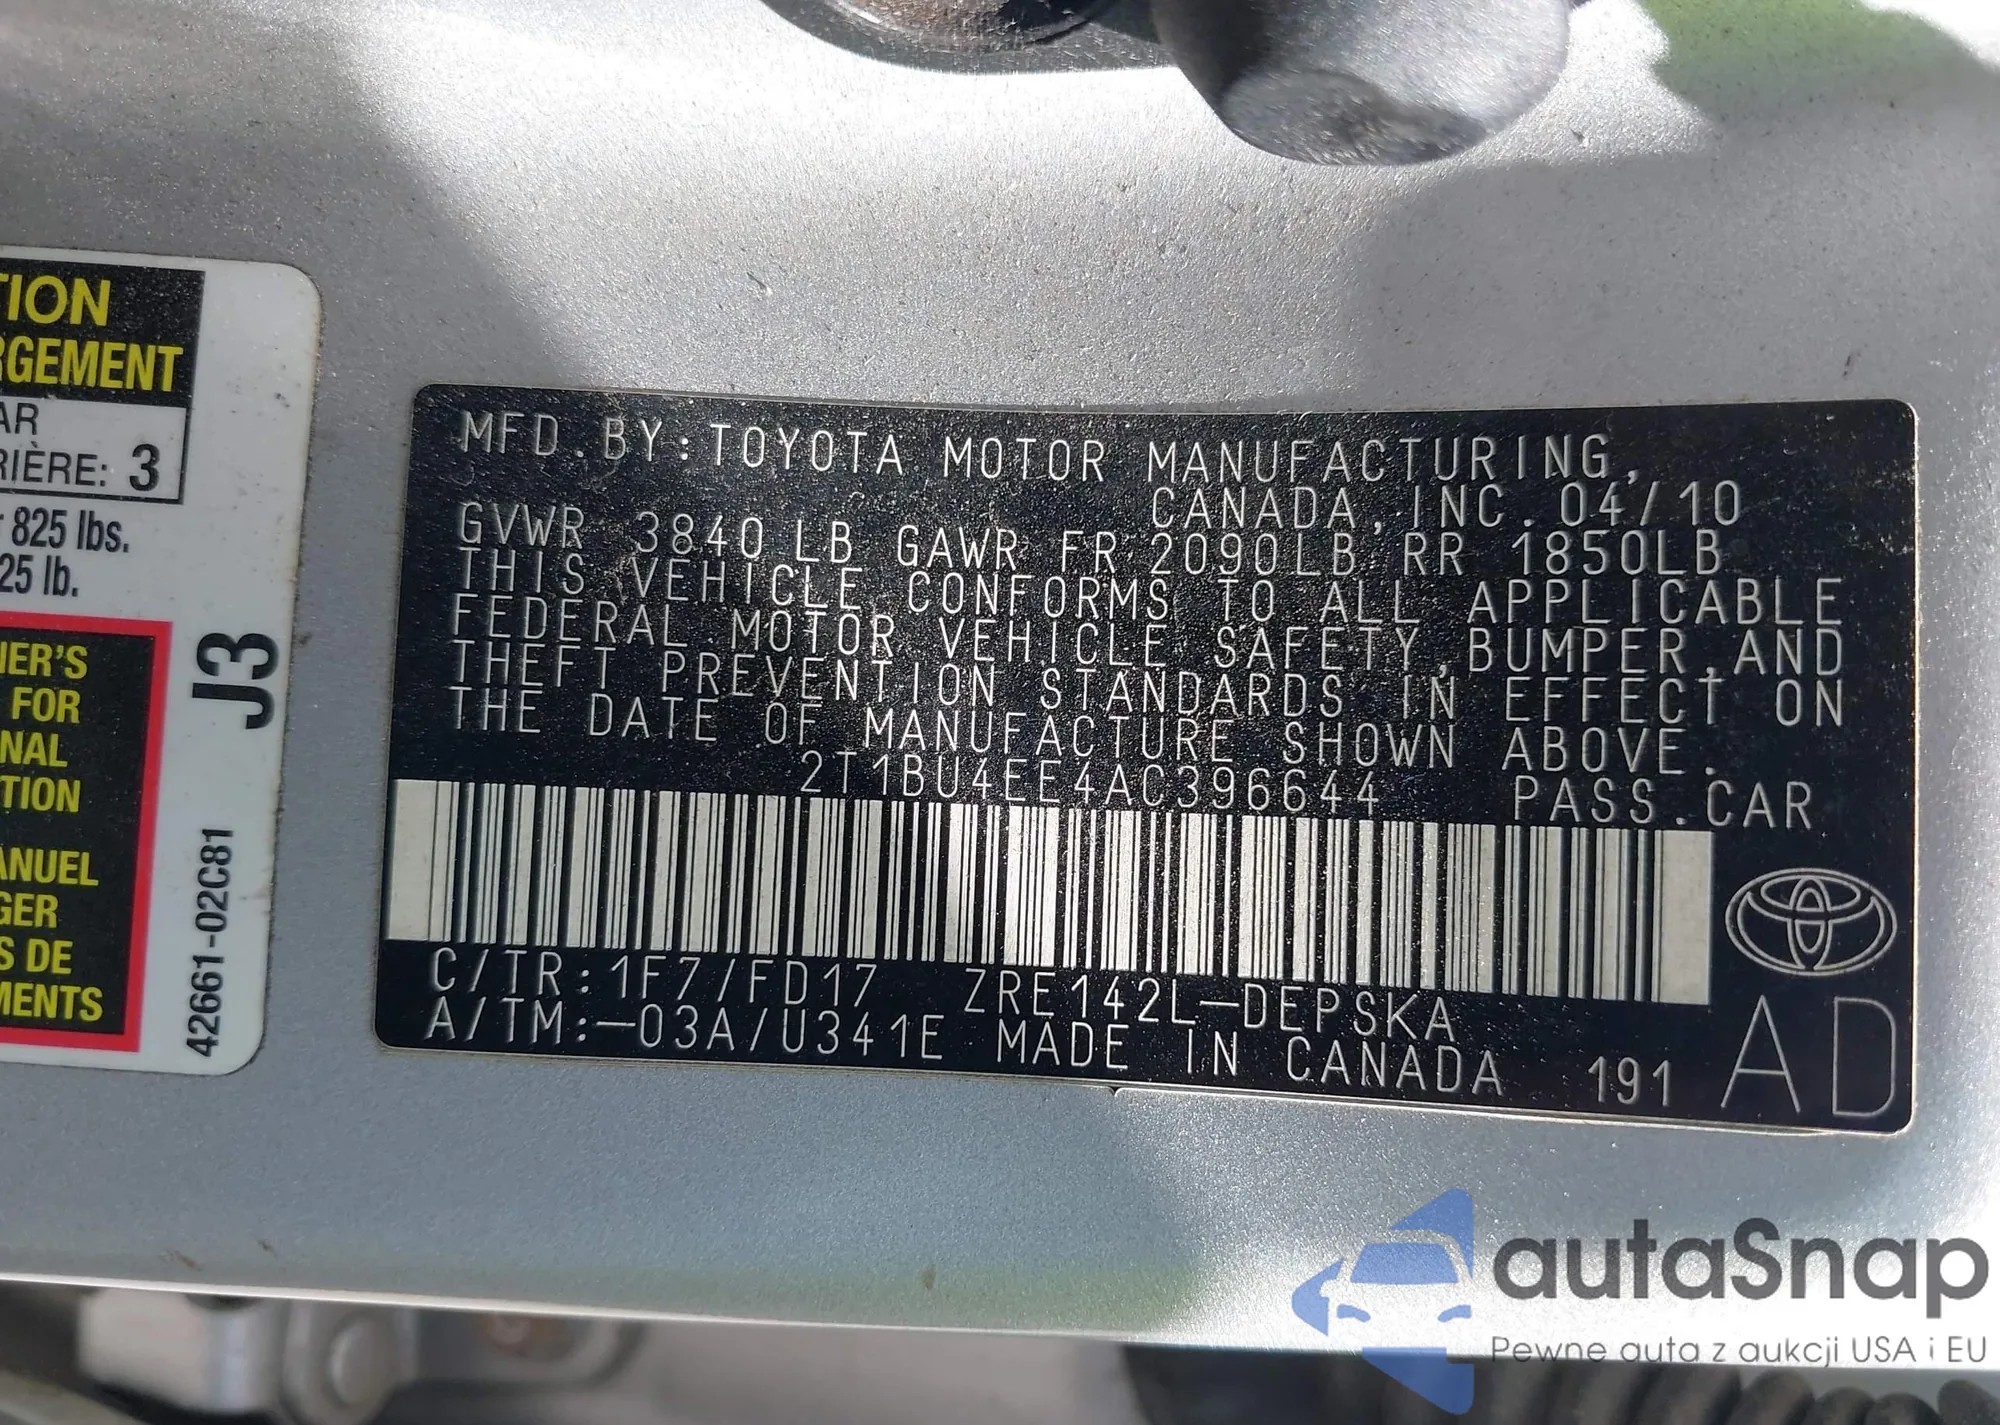 TION
RGEMENT
AR
RIÈRE: 3
825 lbs.
25 lb.
NER'S
FOR
NAL
TION
ANUEL
GER
S DE
MENTS
J3
42661-02C81
MFD.BY:TOYOTA MOTOR MANUFACTURING,
CANADA,INC. 04/10
GVWR 3840 LB GAWR FR 2090LB RR 1850LB
THIS VEHICLE CONFORMS TO ALL APPLICABLE
FEDERAL MOTOR VEHICLE SAFETY,BUMPER,AND
THEFT PREVENTION STANDARDS IN EFFECT ON
THE DATE OF MANUFACTURE SHOWN ABOVE.
2T1BU4EE4AC396644 PASS.CAR
C/TR:1F7/FD17 ZRE142L-DEPSKA
A/TM:-03A/U341E MADE IN CANADA 191
AD
autaSnap
Pewne auta z aukcji USA i EU